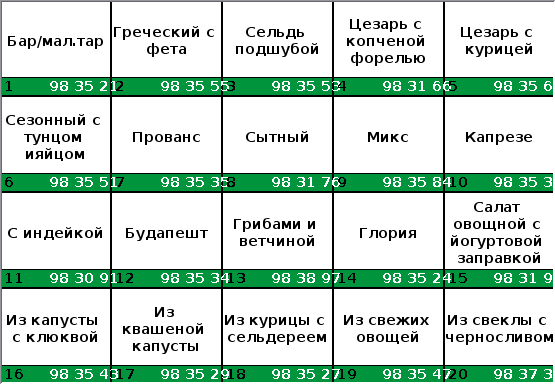 Бар/мал.тар
Греческий с
фета
Сельдь
подшубой
Цезарь с
копченой
форелью
Цезарь с
курицей
1 98 35 21
2 98 35 55
3 98 35 53
4 98 31 66
5 98 35 6
Сезонный с
тунцом
ияйцом
Прованс
Сытный
Микс
Капрезе
6 98 35 51
7 98 35 35
8 98 31 76
9 98 35 84
10 98 35 3
С индейкой
Будапешт
Грибами и
ветчиной
Глория
Салат
овощной с
йогуртовой
заправкой
11 98 30 91
12 98 35 34
13 98 38 97
14 98 35 24
15 98 31 9
Из капусты
с клюквой
Из
квашеной
капусты
Из курицы с
сельдереем
Из свежих
овощей
Из свеклы с
черносливом
16 98 35 43
17 98 35 29
18 98 35 27
19 98 35 47
20 98 37 3